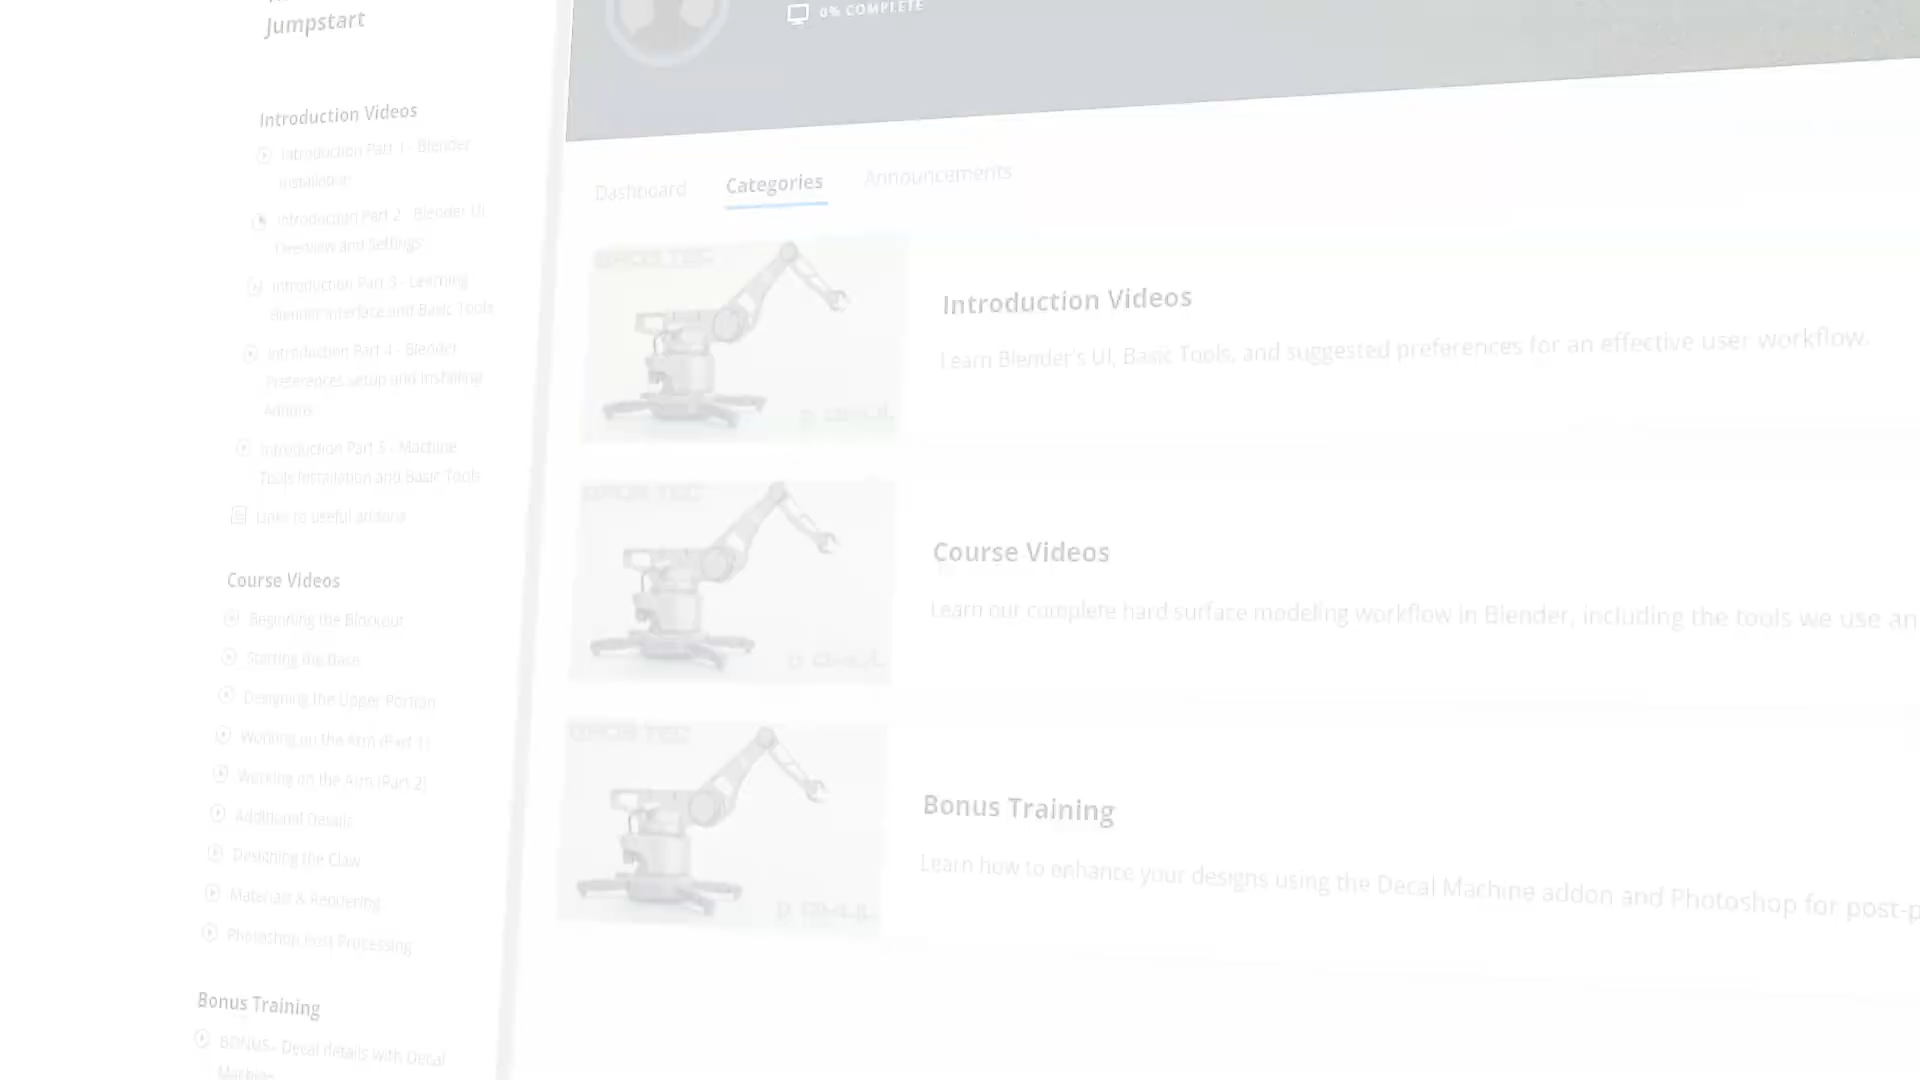 Jumpstart
Introduction Videos
Introduction Part 1 - Blender
Installation
Introduction Part 2 - Blender UI
Overview and Settings
Introduction Part 3 - Learning
Blender Interface and Basic Tools
Introduction Part 4 - Blender
Preferences Setup and Installing
Addons
Introduction Part 5 - Machine
Tools Installation and Basic Tools
Links to useful addons
Course Videos
Beginning the Blockout
Starting the Base
Designing the Upper Portion
Working on the Arm (Part 1)
Working on the Arm (Part 2)
Additional Details
Designing the Claw
Materials & Rendering
Photoshop Post Processing
Bonus Training
BONUS - Decal details with Decal
Machine
0% COMPLETE
Dashboard
Categories
Announcements
Introduction Videos
Learn Blender's UI, Basic Tools, and suggested preferences for an effective user workflow.
Course Videos
Learn our complete hard surface modeling workflow in Blender, including the tools we use an
Bonus Training
Learn how to enhance your designs using the Decal Machine addon and Photoshop for post-p